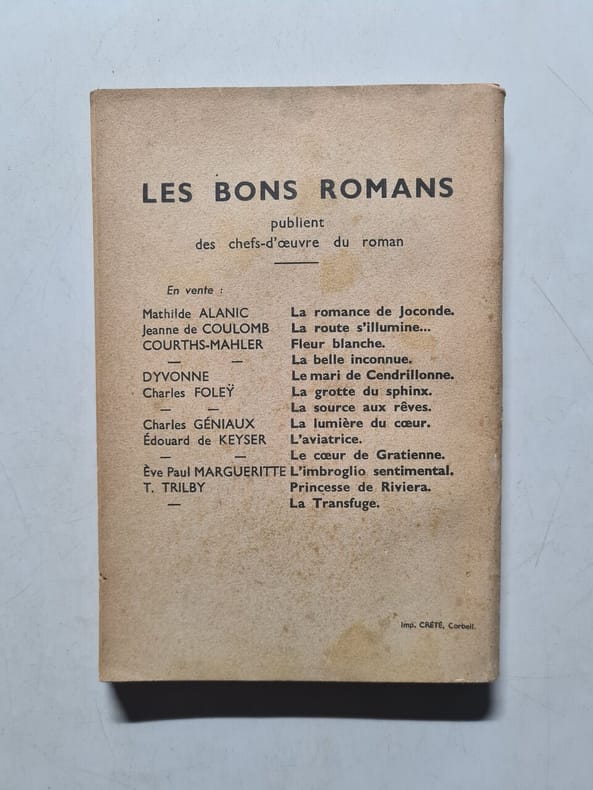 LES BONS ROMANS
publient
des chefs-d'œuvre du roman
En vente :
Mathilde ALANIC La romance de Joconde.
Jeanne de COULOMB La route s'illumine...
COURTHS-MAHLER Fleur blanche.
— — La belle inconnue.
DYVONNE Le mari de Cendrillonne.
Charles FOLEŸ La grotte du sphinx.
— — La source aux rêves.
Charles GÉNIAUX La lumière du cœur.
Édouard de KEYSER L'aviatrice.
— — Le cœur de Gratienne.
Ève Paul MARGUERITTE L'imbroglio sentimental.
T. TRILBY Princesse de Riviera.
— La Transfuge.
Imp. CRÉTÉ, Corbeil.